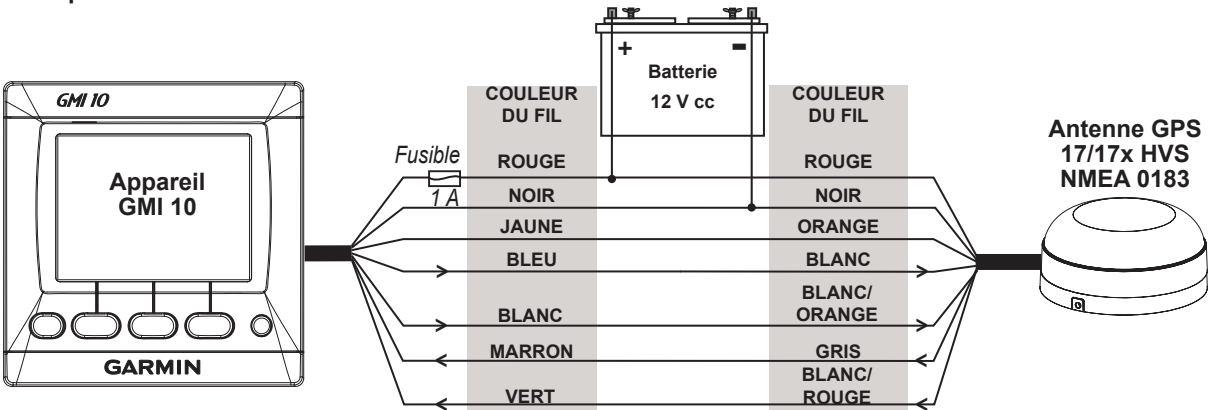 GMI 10
Appareil
GMI 10
GARMIN
Fusible
1 A
COULEUR
DU FIL
ROUGE
NOIR
JAUNE
BLEU
BLANC
MARRON
VERT
+ -
Batterie
12 V cc
COULEUR
DU FIL
ROUGE
NOIR
ORANGE
BLANC
BLANC/
ORANGE
GRIS
BLANC/
ROUGE
Antenne GPS
17/17x HVS
NMEA 0183